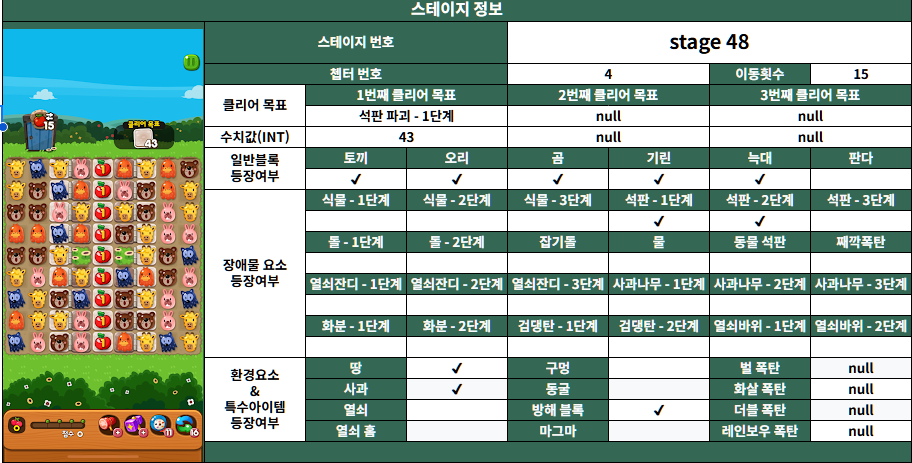 스테이지 정보
스테이지 번호 stage 48
쳅터 번호 4 이동횟수 15
클리어 목표 1번째 클리어 목표 2번째 클리어 목표 3번째 클리어 목표
석판 파괴 - 1단계 null null
수치값(INT) 43 null null
일반블록 등장여부 토끼 오리 곰 기린 늑대 판다
✓ ✓ ✓ ✓ ✓
장애물 요소 등장여부 식물 - 1단계 식물 - 2단계 식물 - 3단계 석판 - 1단계 석판 - 2단계 석판 - 3단계
✓ ✓
돌 - 1단계 돌 - 2단계 잡기돌 물 동물 석판 째깍폭탄
열쇠잔디 - 1단계 열쇠잔디 - 2단계 열쇠잔디 - 3단계 사과나무 - 1단계 사과나무 - 2단계 사과나무 - 3단계
화분 - 1단계 화분 - 2단계 검댕탄 - 1단계 검댕탄 - 2단계 열쇠바위 - 1단계 열쇠바위 - 2단계
환경요소 & 특수아이템 등장여부 땅 ✓ 구멍 벌 폭탄 null
사과 ✓ 동굴 화살 폭탄 null
열쇠 방해 블록 ✓ 더블 폭탄 null
열쇠 홈 마그마 레인보우 폭탄 null
15
클리어 목표
43
점수 0